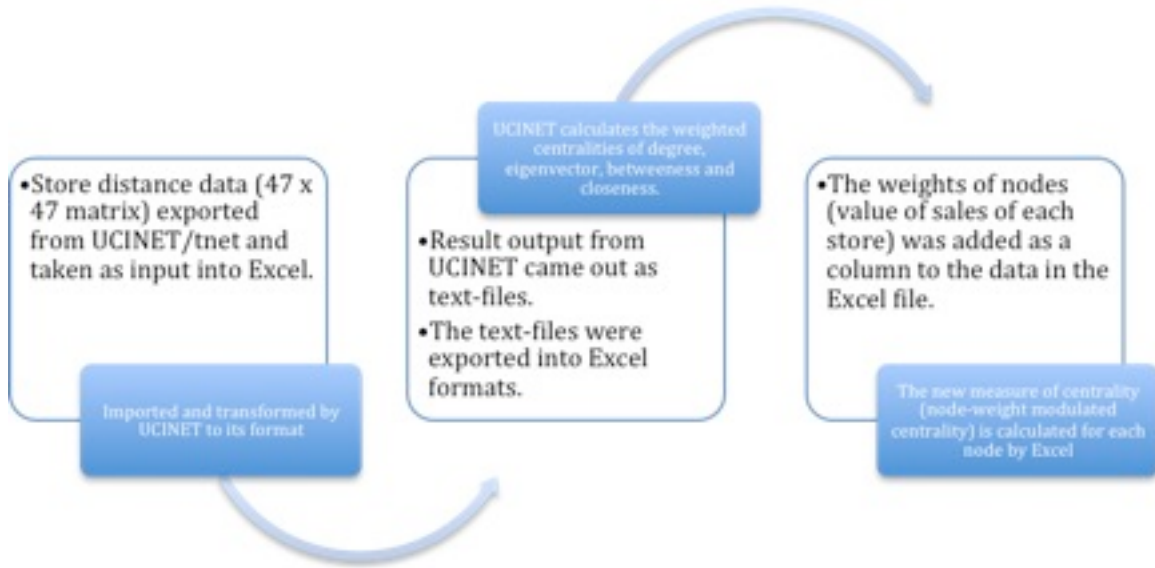 •Store distance data (47 x
47 matrix) exported
from UCINET/tnet and
taken as input into Excel.
Imported and transformed by
UCINET to its format
UCINET calculates the weighted
centralities of degree,
eigenvector, betweeness and
closeness.
•Result output from
UCINET came out as
text-files.
•The text-files were
exported into Excel
formats.
•The weights of nodes
(value of sales of each
store) was added as a
column to the data in the
Excel file.
The new measure of centrality
(node-weight modulated
centrality) is calculated for each
node by Excel